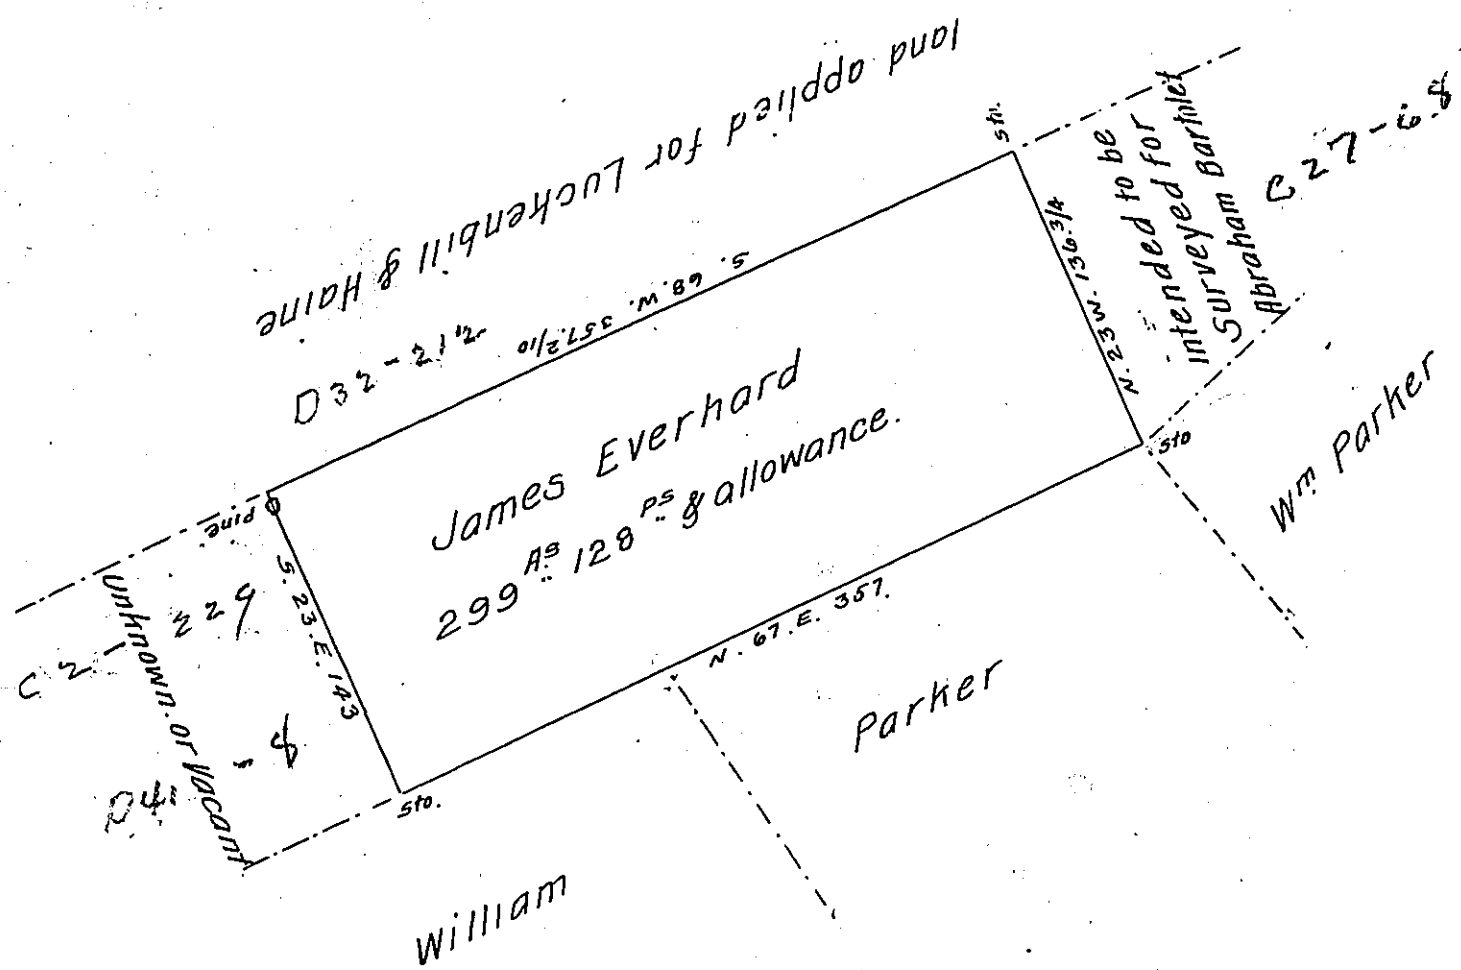 land applied for Luckenbill & Haine
D32-212
S. 68. W. 357.2/10
sto.
N. 23 W. 136.3/4
Intended to be
Surveyed for
Abraham Bartolet
C27-68
James Everhard
299 As. 128 Ps & allowance.
pine
S. 23. E. 143
C2-229
Unknown. or Vacant
D41-8
sto.
N. 67. E. 357.
sto
Wm Parker
William Parker